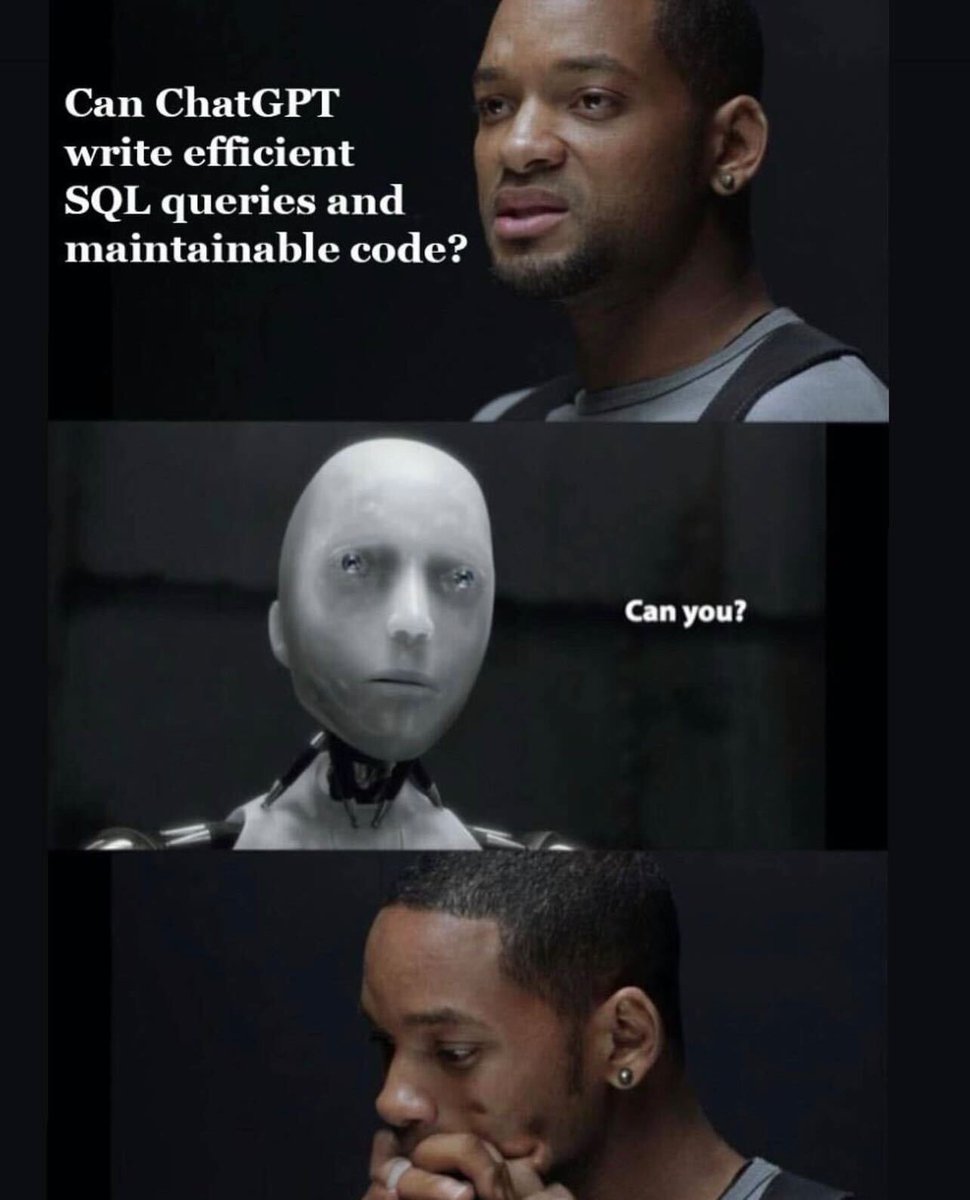 Can ChatGPT
write efficient
SQL queries and
maintainable code?
Can you?